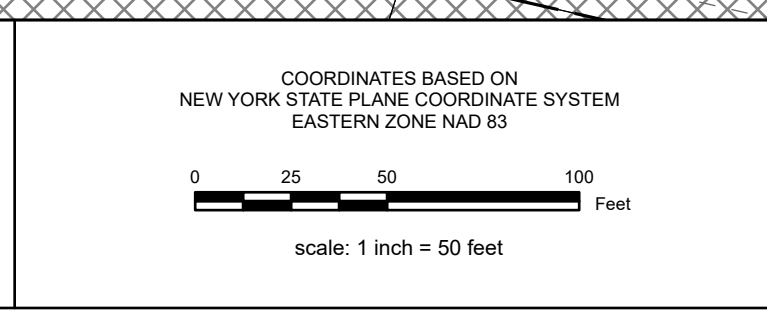 COORDINATES BASED ON
NEW YORK STATE PLANE COORDINATE SYSTEM
EASTERN ZONE NAD 83
0 25 50 100
Feet
scale: 1 inch = 50 feet